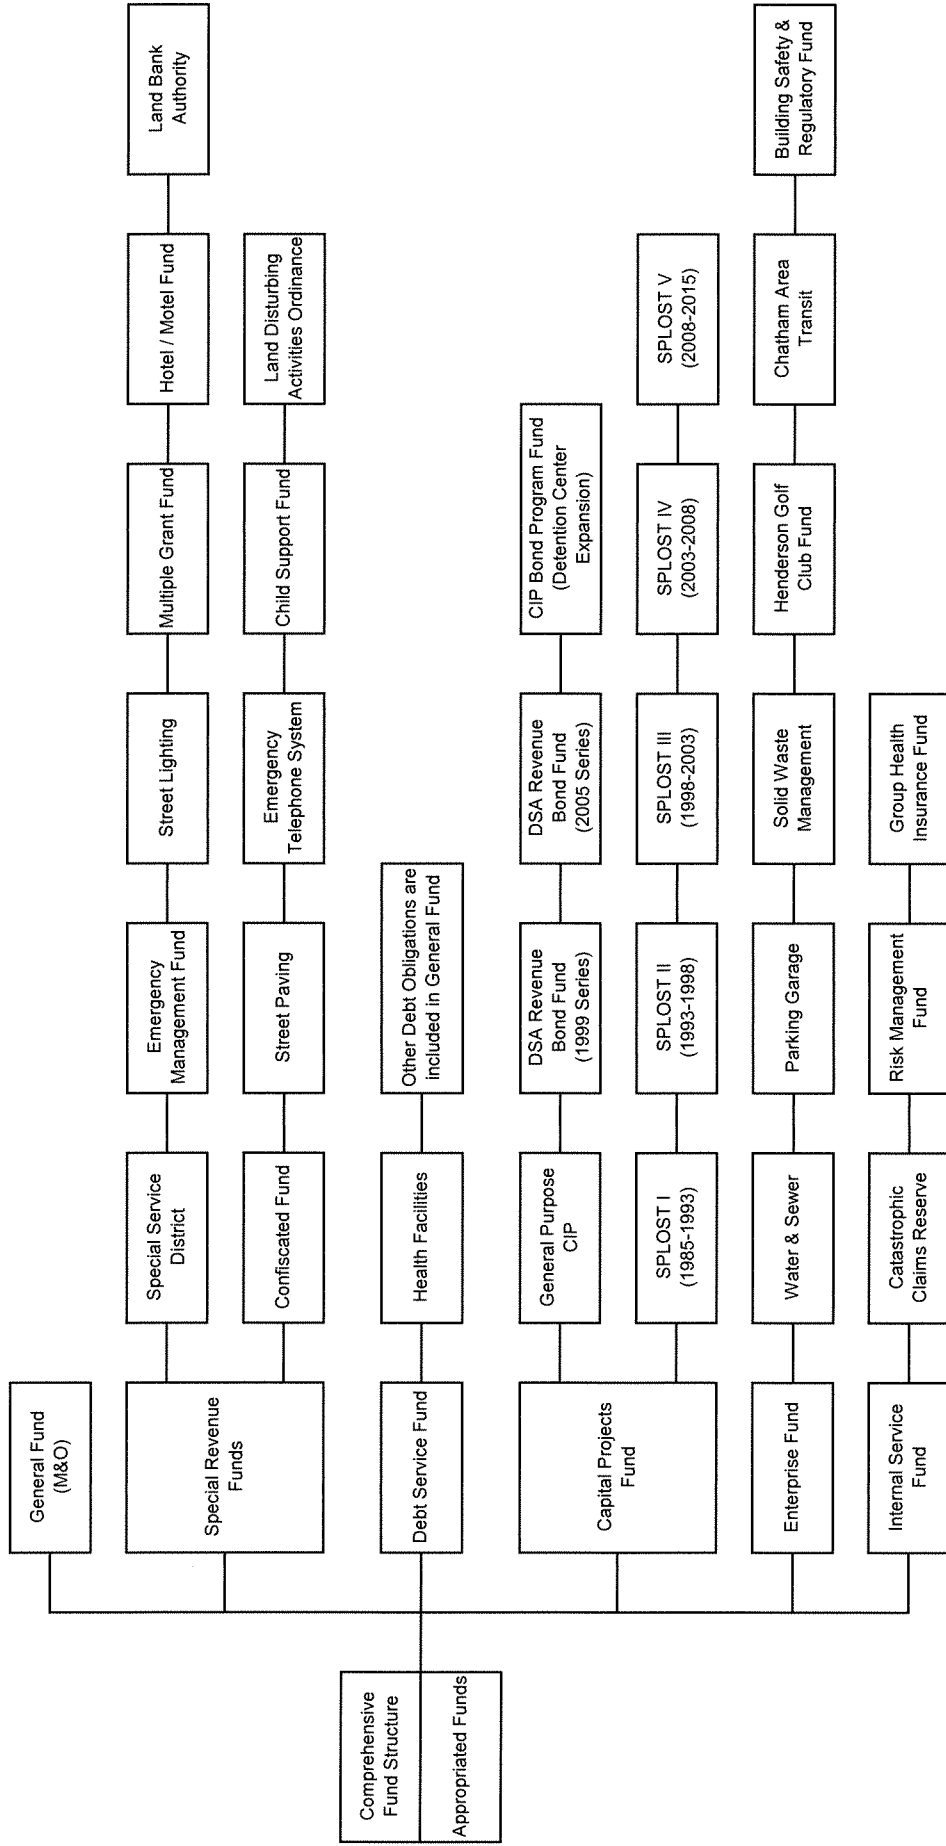 Comprehensive
Fund Structure
Appropriated Funds
General Fund
(M&O)
Special Revenue
Funds
Special Service
District
Emergency
Management Fund
Street Lighting
Multiple Grant Fund
Hotel / Motel Fund
Land Bank
Authority
Confiscated Fund
Street Paving
Emergency
Telephone System
Child Support Fund
Land Disturbing
Activities Ordinance
Debt Service Fund
Health Facilities
Other Debt Obligations are
included in General Fund
Capital Projects
Fund
General Purpose
CIP
DSA Revenue
Bond Fund
(1999 Series)
DSA Revenue
Bond Fund
(2005 Series)
CIP Bond Program Fund
(Detention Center
Expansion)
SPLOST I
(1985-1993)
SPLOST II
(1993-1998)
SPLOST III
(1998-2003)
SPLOST IV
(2003-2008)
SPLOST V
(2008-2015)
Enterprise Fund
Water & Sewer
Parking Garage
Solid Waste
Management
Henderson Golf
Club Fund
Chatham Area
Transit
Building Safety &
Regulatory Fund
Internal Service
Fund
Catastrophic
Claims Reserve
Risk Management
Fund
Group Health
Insurance Fund